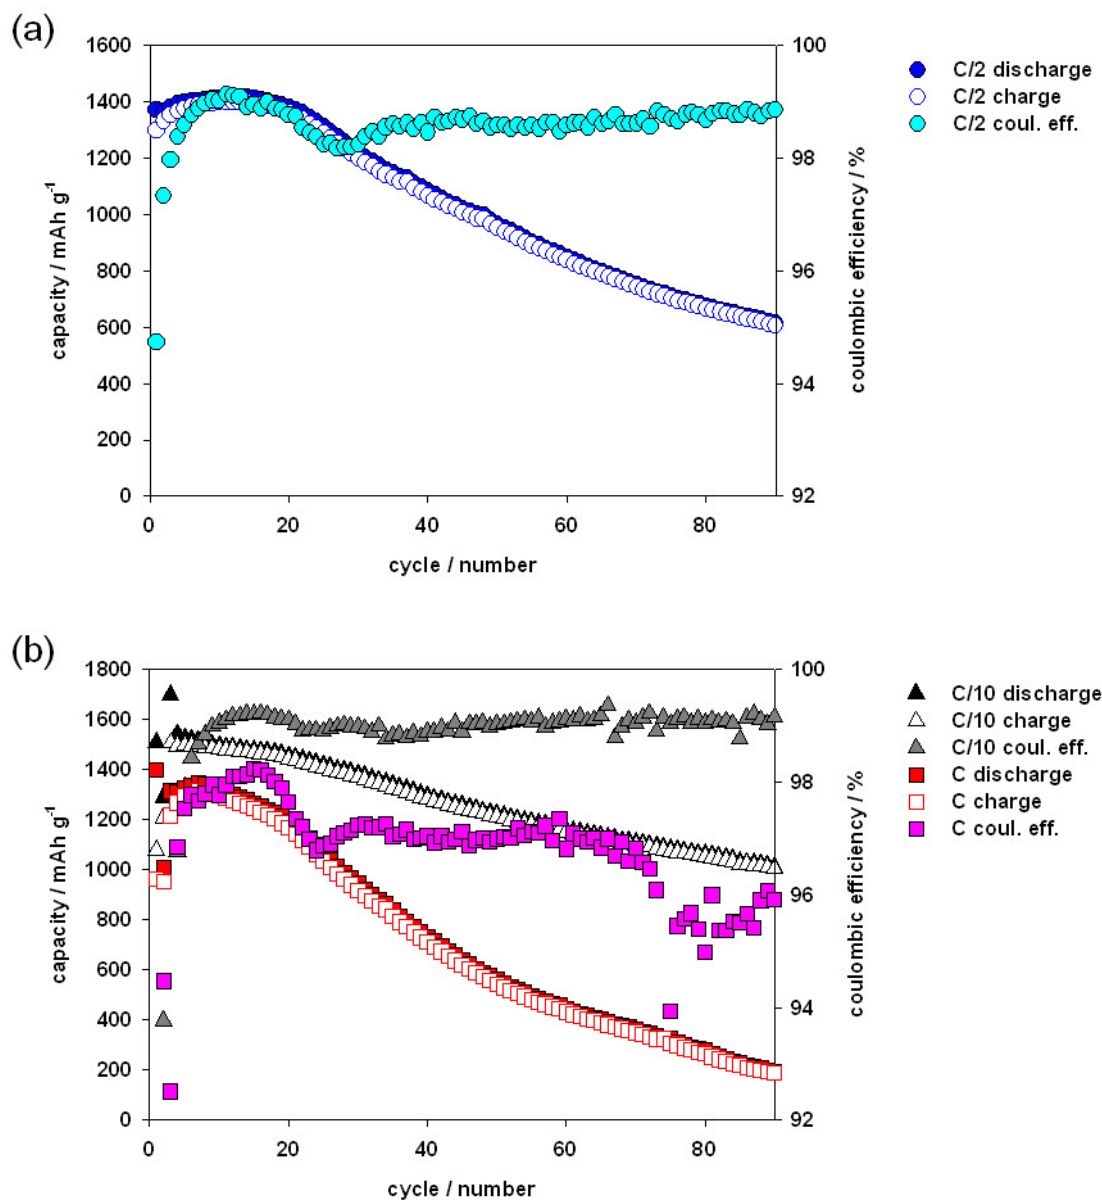 (a)
1600
1400
1200
1000
800
600
400
200
0
capacity / mAh g⁻¹
100
98
96
94
92
coulombic efficiency / %
0 20 40 60 80
cycle / number
C/2 discharge
C/2 charge
C/2 coul. eff.
(b)
1800
1600
1400
1200
1000
800
600
400
200
0
capacity / mAh g⁻¹
100
98
96
94
92
coulombic efficiency / %
0 20 40 60 80
cycle / number
C/10 discharge
C/10 charge
C/10 coul. eff.
C discharge
C charge
C coul. eff.